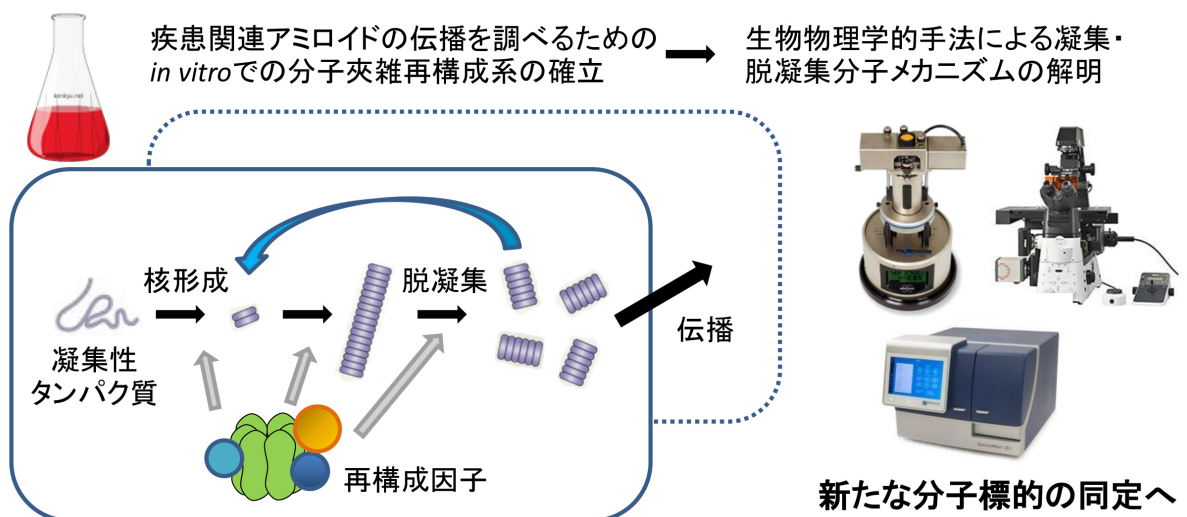 kenkyu.net
疾患関連アミロイドの伝播を調べるための
in vitroでの分子夾雑再構成系の確立
生物物理学的手法による凝集・
脱凝集分子メカニズムの解明
核形成
脱凝集
凝集性
タンパク質
伝播
再構成因子
新たな分子標的の同定へ